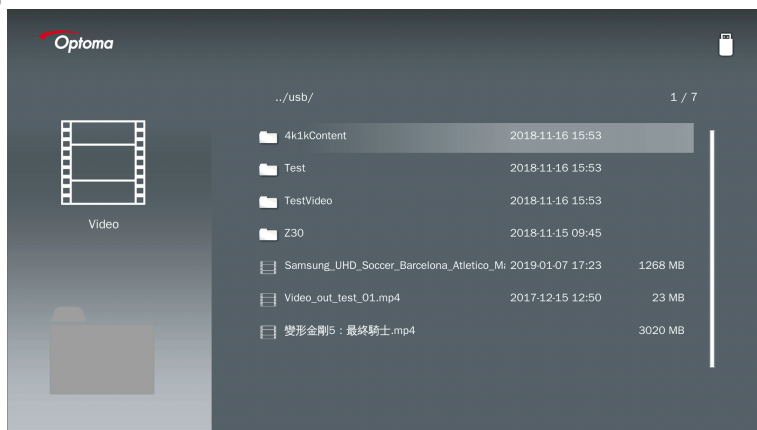 Optoma
../usb/ 1 / 7
4k1kContent 2018-11-16 15:53
Test 2018-11-16 15:53
TestVideo 2018-11-16 15:53
Video
Z30 2018-11-15 09:45
Samsung_UHD_Soccer_Barcelona_Atletico_Ma 2019-01-07 17:23 1268 MB
Video_out_test_01.mp4 2017-12-15 12:50 23 MB
變形金剛5：最終騎士.mp4 3020 MB